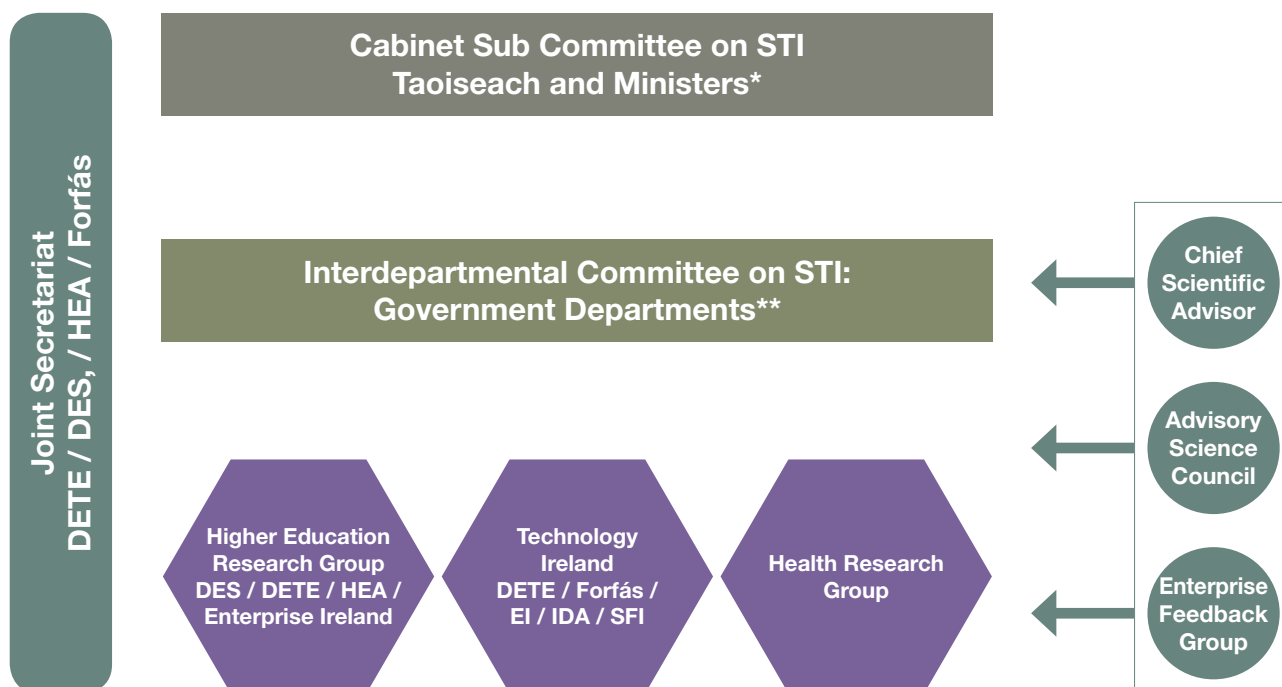 Joint Secretariat
DETE / DES, / HEA / Forfás
Cabinet Sub Committee on STI
Taoiseach and Ministers*
Interdepartmental Committee on STI:
Government Departments**
Higher Education
Research Group
DES / DETE / HEA /
Enterprise Ireland
Technology
Ireland
DETE / Forfás /
EI / IDA / SFI
Health Research
Group
Chief
Scientific
Advisor
Advisory
Science
Council
Enterprise
Feedback
Group